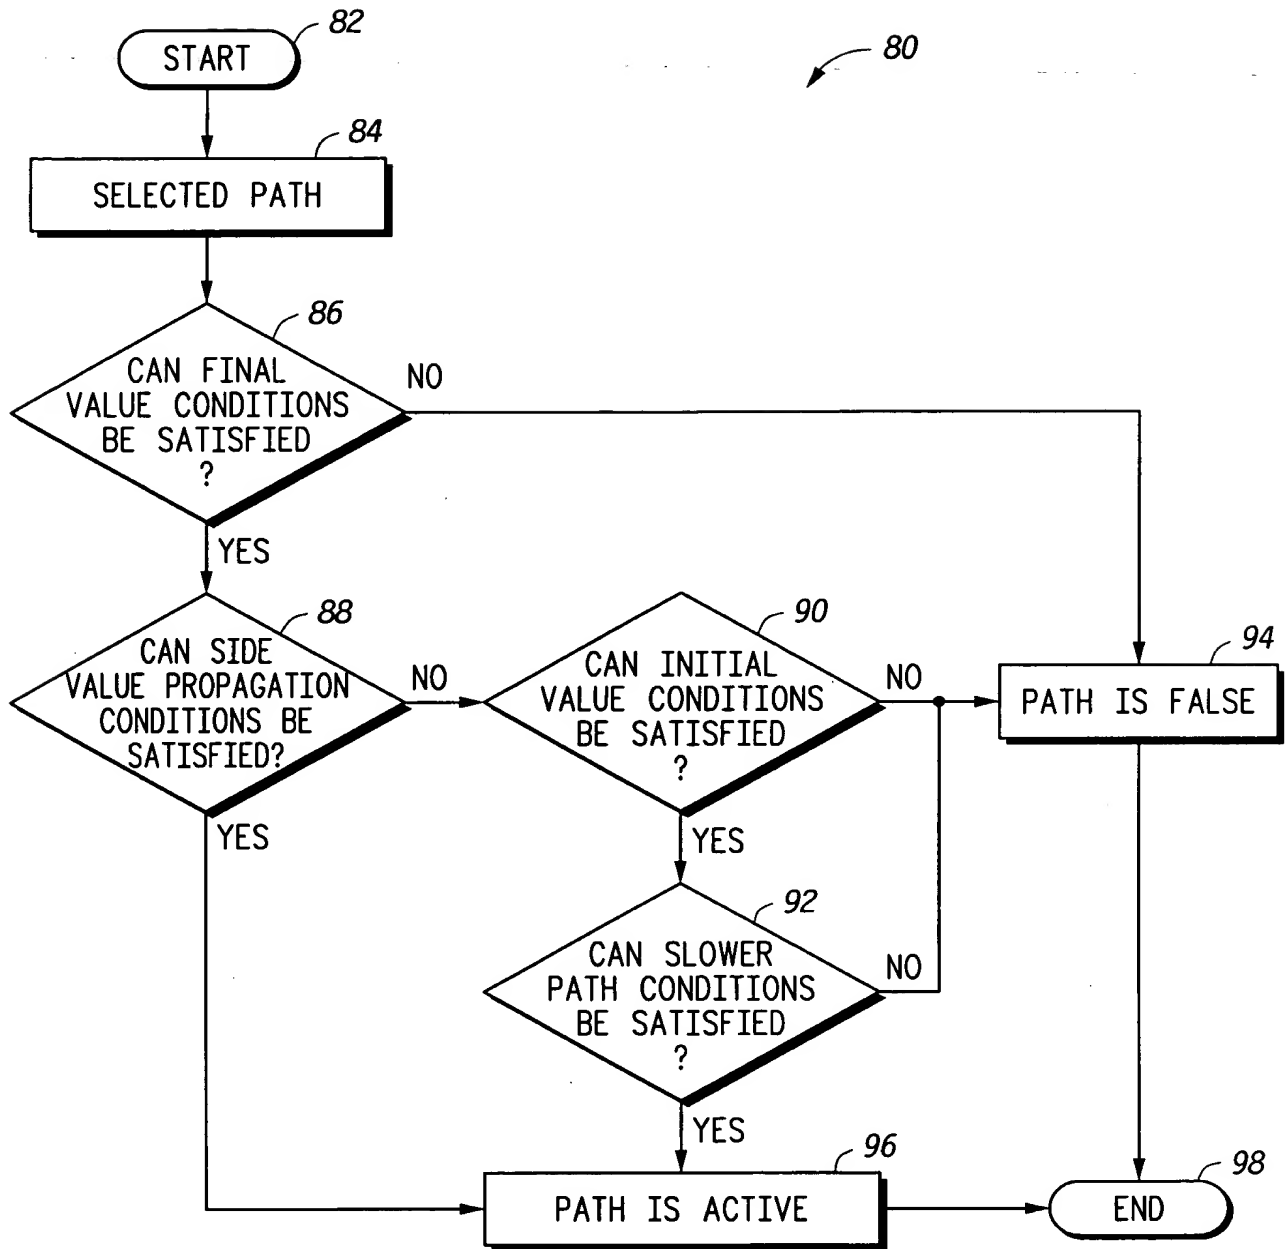 82
START
80
84
SELECTED PATH
86
CAN FINAL
VALUE CONDITIONS
BE SATISFIED
?
NO
YES
88
CAN SIDE
VALUE PROPAGATION
CONDITIONS BE
SATISFIED?
NO
YES
90
CAN INITIAL
VALUE CONDITIONS
BE SATISFIED
?
NO
YES
94
PATH IS FALSE
92
CAN SLOWER
PATH CONDITIONS
BE SATISFIED
?
NO
YES
96
PATH IS ACTIVE
98
END